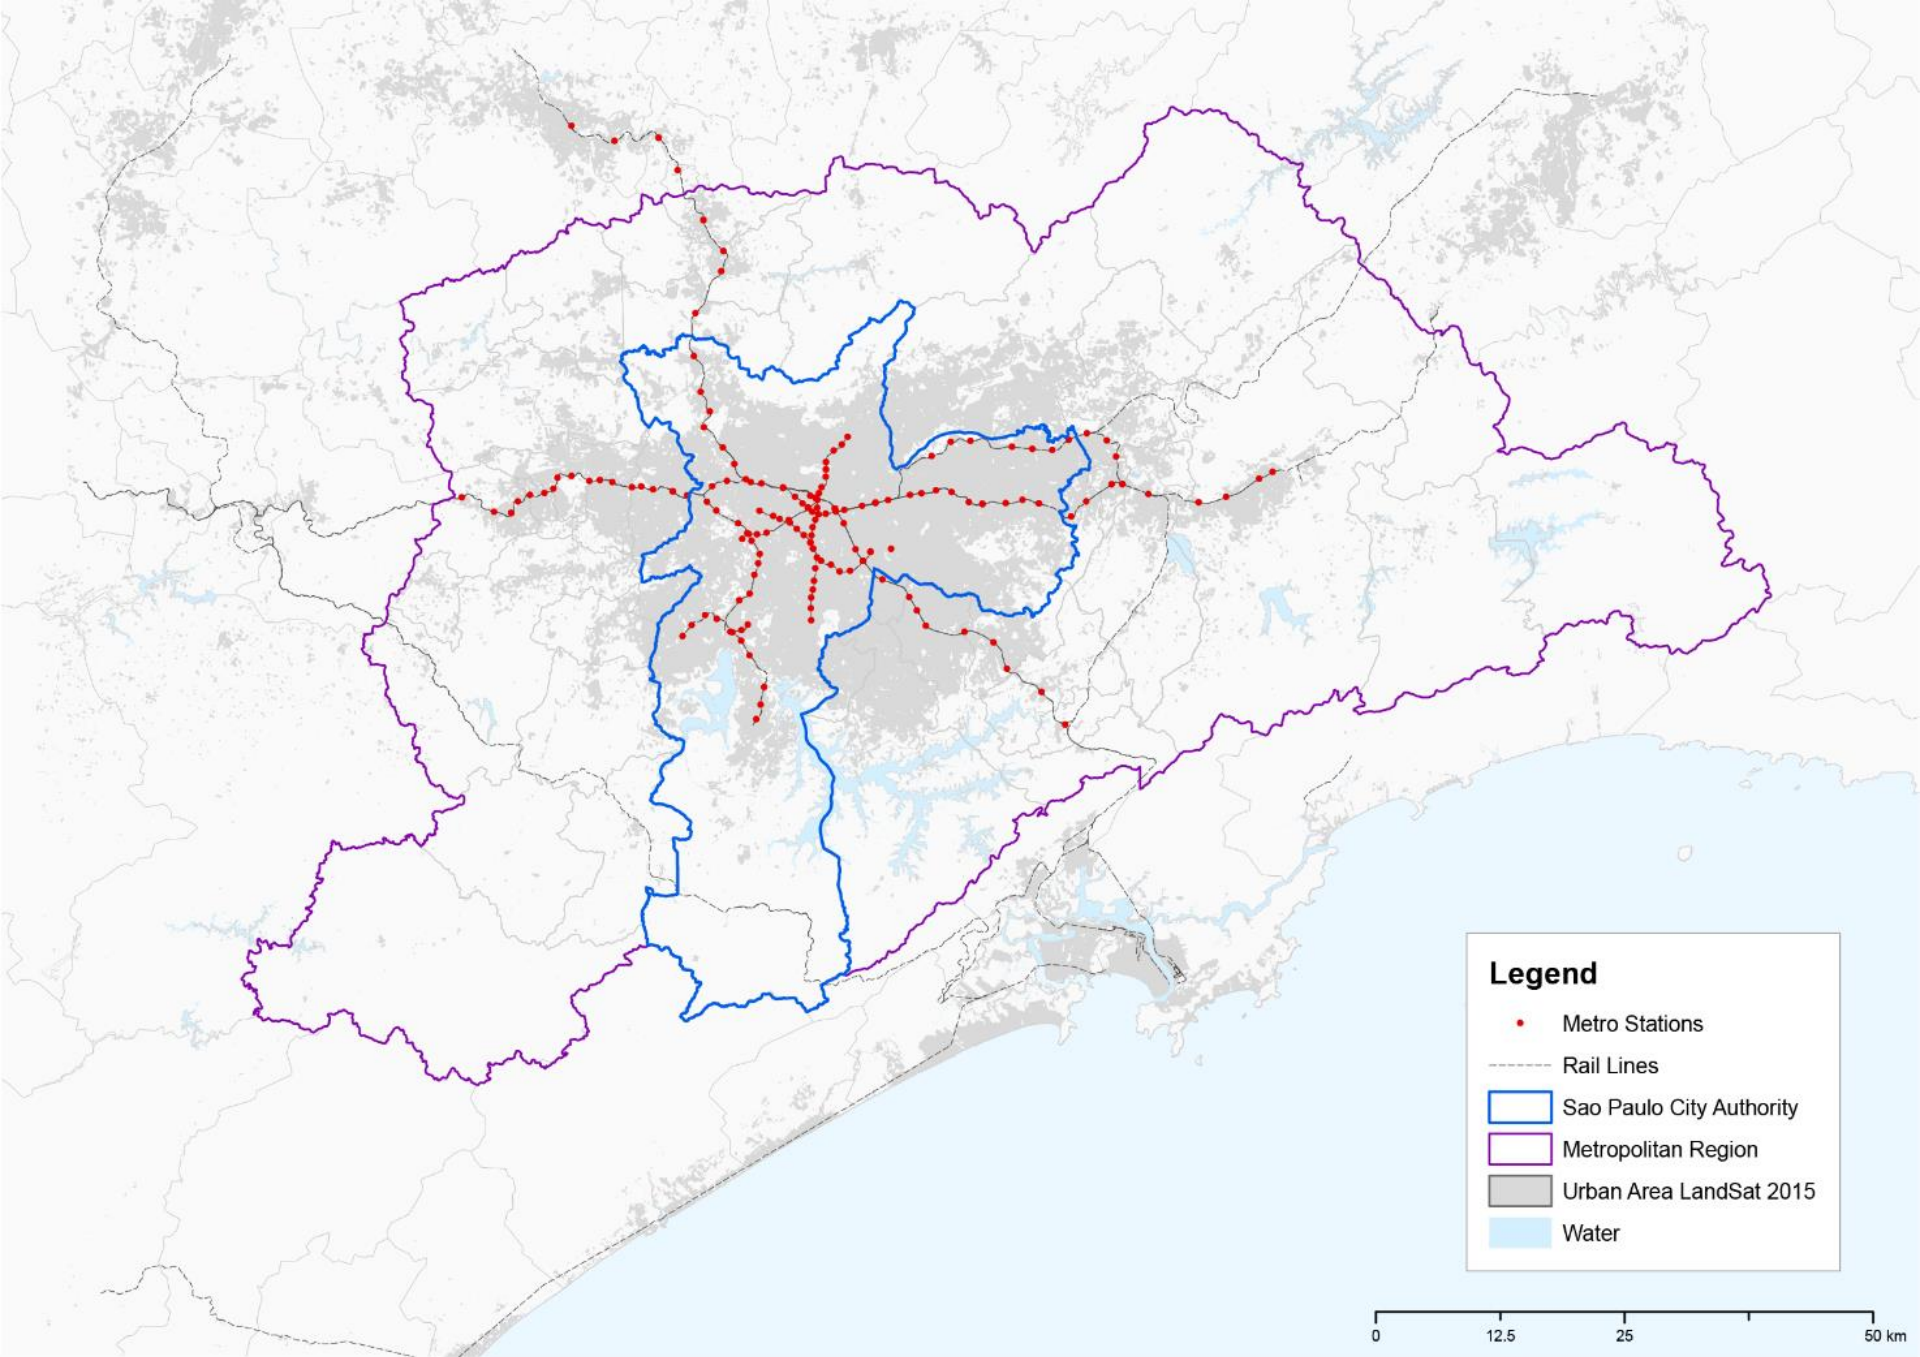 Legend
Metro Stations
Rail Lines
Sao Paulo City Authority
Metropolitan Region
Urban Area LandSat 2015
Water
0 12.5 25 50 km